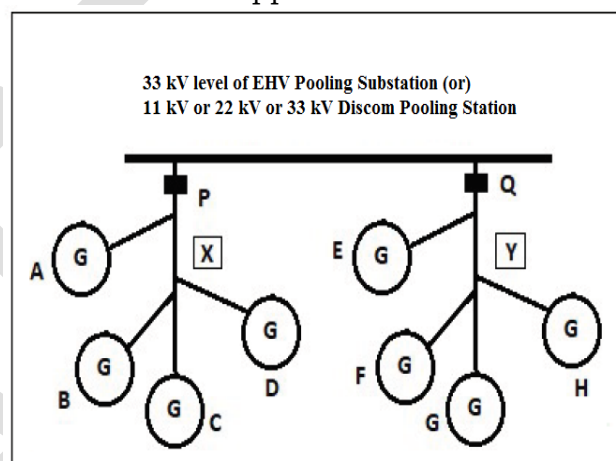 33 kV level of EHV Pooling Substation (or)
11 kV or 22 kV or 33 kV Discom Pooling Station
P
Q
A
G
X
E
G
Y
B
G
G
C
G
D
F
G
G
G
G
H